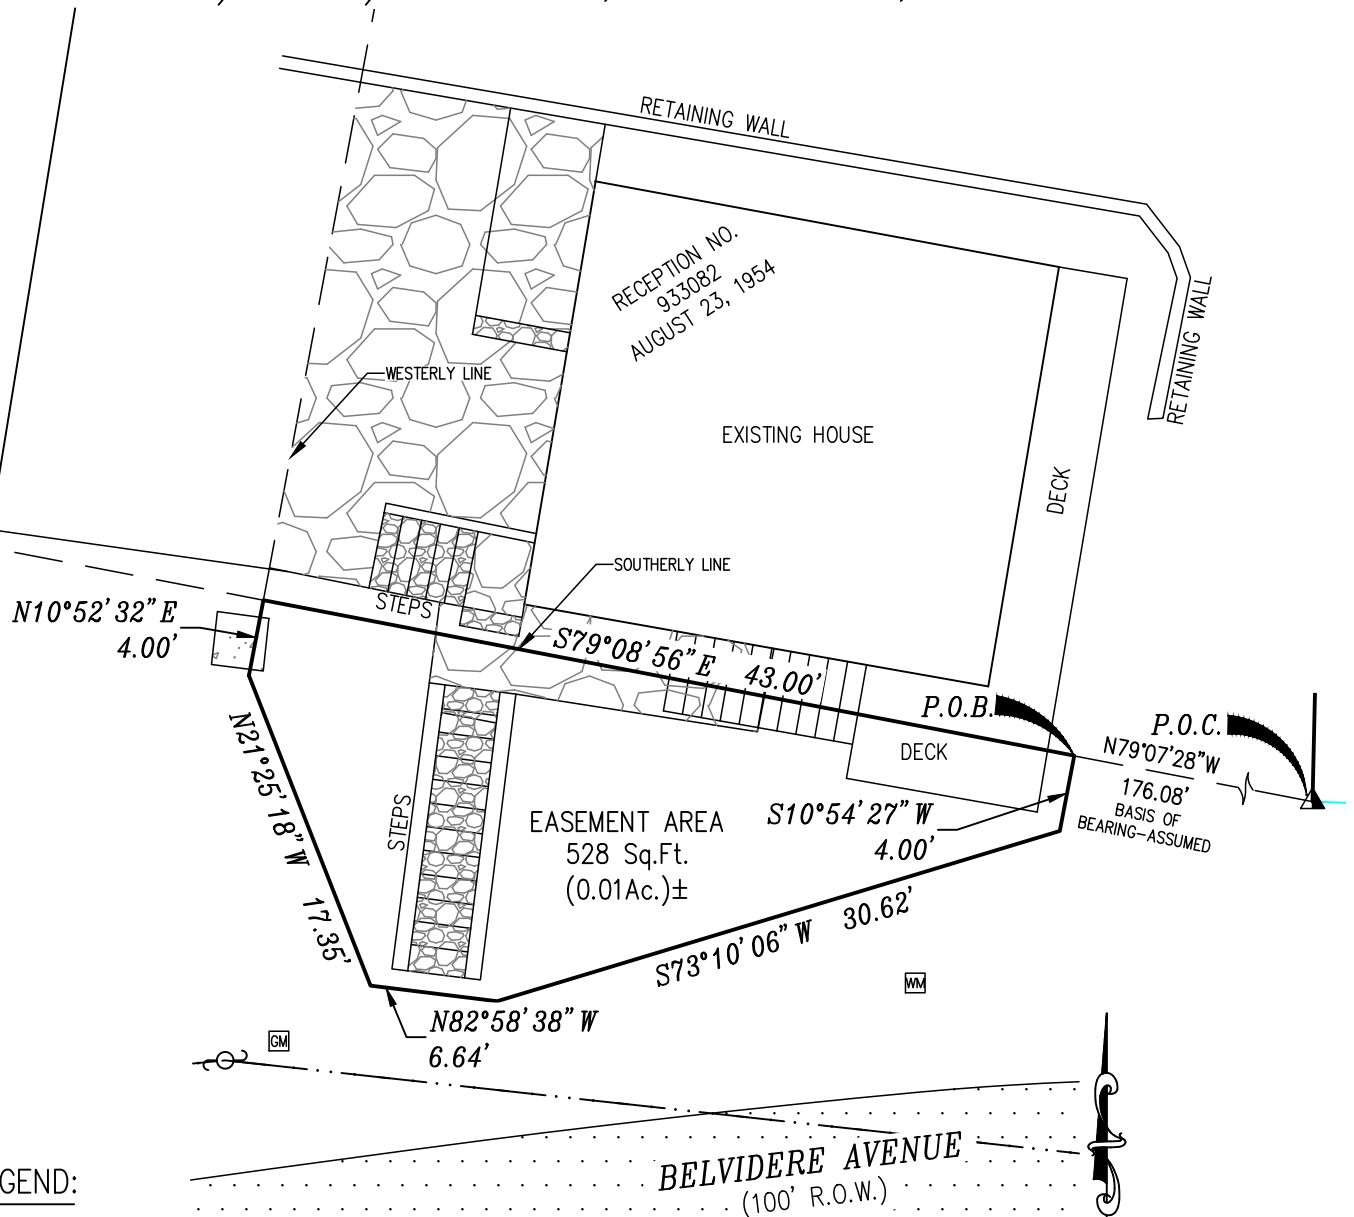 RETAINING WALL
RECEPTION NO.
933082
AUGUST 23, 1954
RETAINING WALL
WESTERLY LINE
EXISTING HOUSE
DECK
SOUTHERLY LINE
N10°52'32"E
4.00'
STEPS
S79°08'56"E 43.00'
P.O.B.
P.O.C.
N79°07'28"W
176.08'
BASIS OF
BEARING-ASSUMED
DECK
N21°25'18"W 17.35'
STEPS
EASEMENT AREA
528 Sq.Ft.
(0.01Ac.)±
S10°54'27"W
4.00'
S73°10'06"W 30.62'
WM
N82°58'38"W
6.64'
GM
BELVIDERE AVENUE
(100' R.O.W.)
GEND: